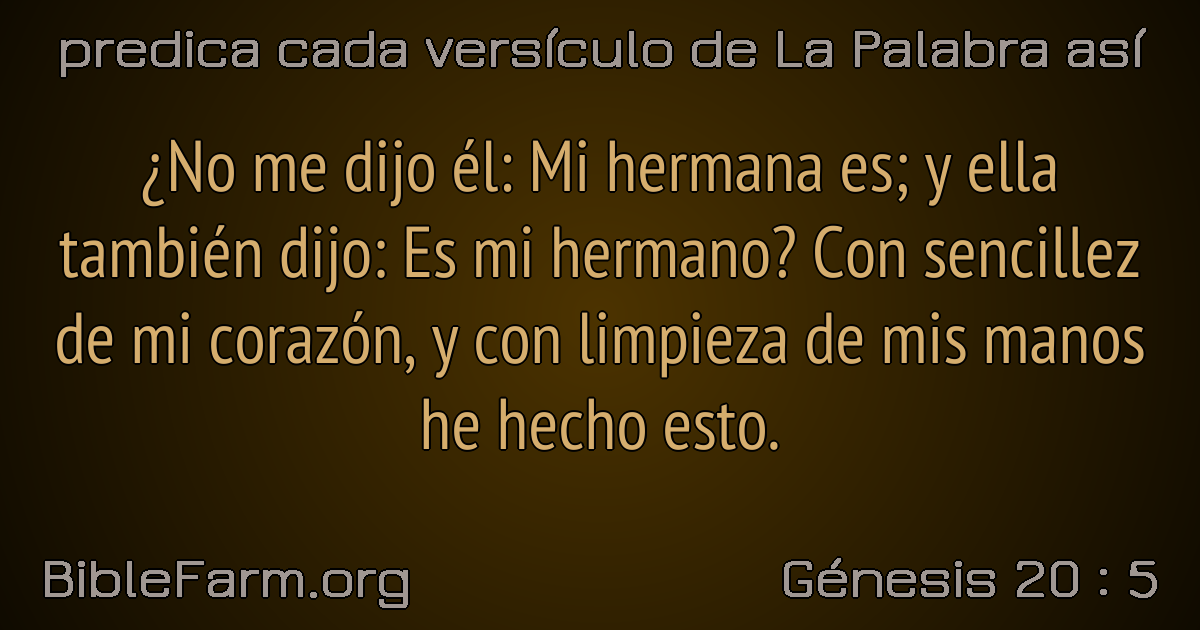 predica cada versículo de La Palabra así
¿No me dijo él: Mi hermana es; y ella
también dijo: Es mi hermano? Con sencillez
de mi corazón, y con limpieza de mis manos
he hecho esto.
BibleFarm.org
Génesis 20 : 5